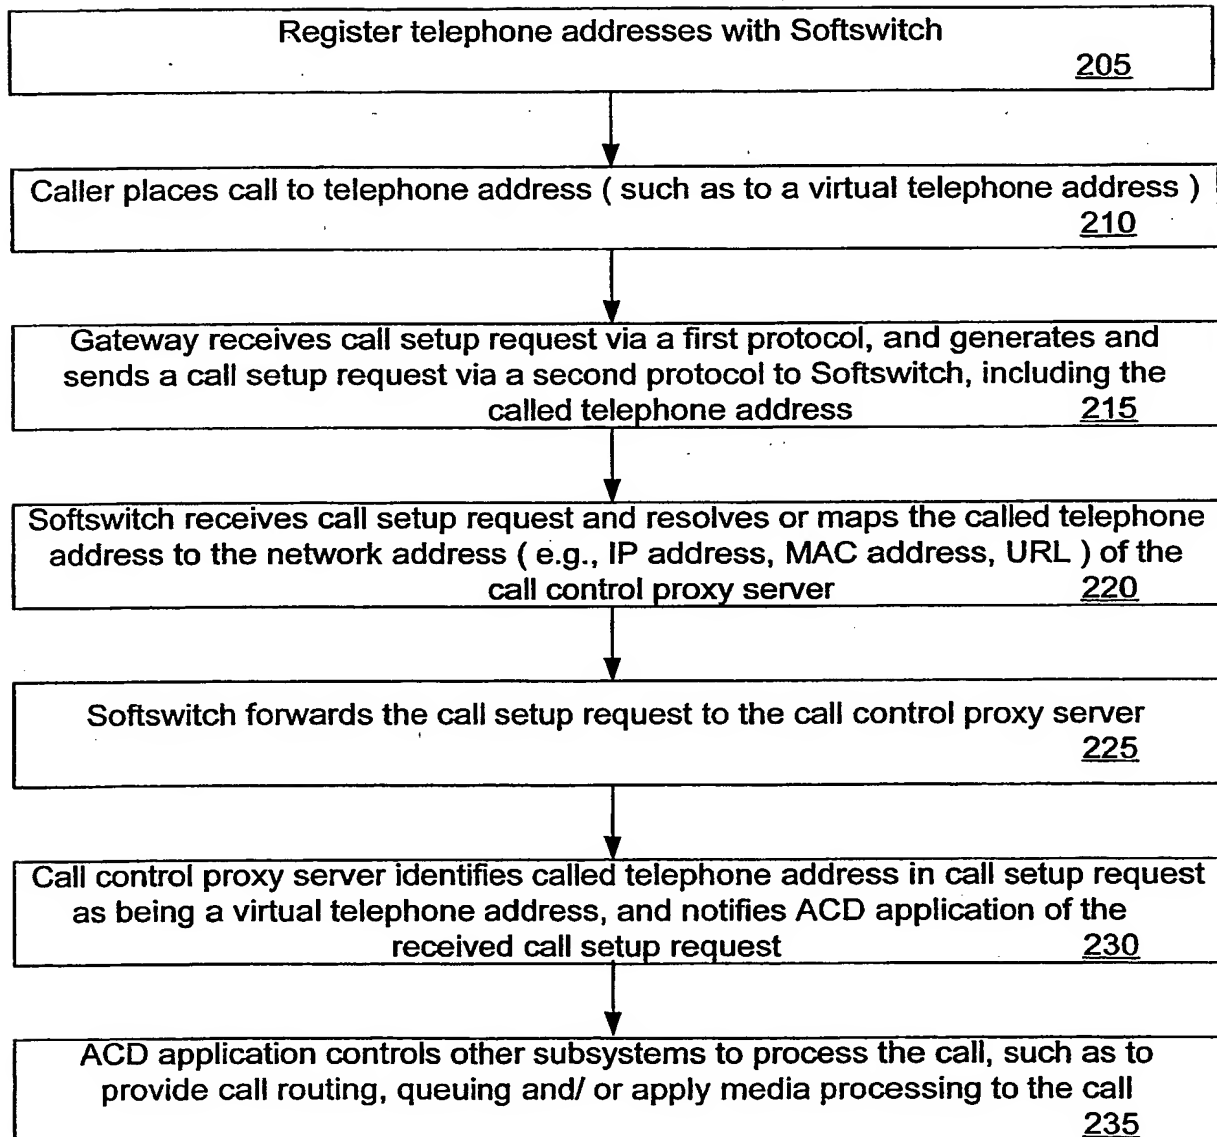 Register telephone addresses with Softswitch
205
Caller places call to telephone address ( such as to a virtual telephone address )
210
Gateway receives call setup request via a first protocol, and generates and
sends a call setup request via a second protocol to Softswitch, including the
called telephone address 215
Softswitch receives call setup request and resolves or maps the called telephone
address to the network address ( e.g., IP address, MAC address, URL ) of the
call control proxy server 220
Softswitch forwards the call setup request to the call control proxy server
225
Call control proxy server identifies called telephone address in call setup request
as being a virtual telephone address, and notifies ACD application of the
received call setup request 230
ACD application controls other subsystems to process the call, such as to
provide call routing, queuing and/ or apply media processing to the call
235